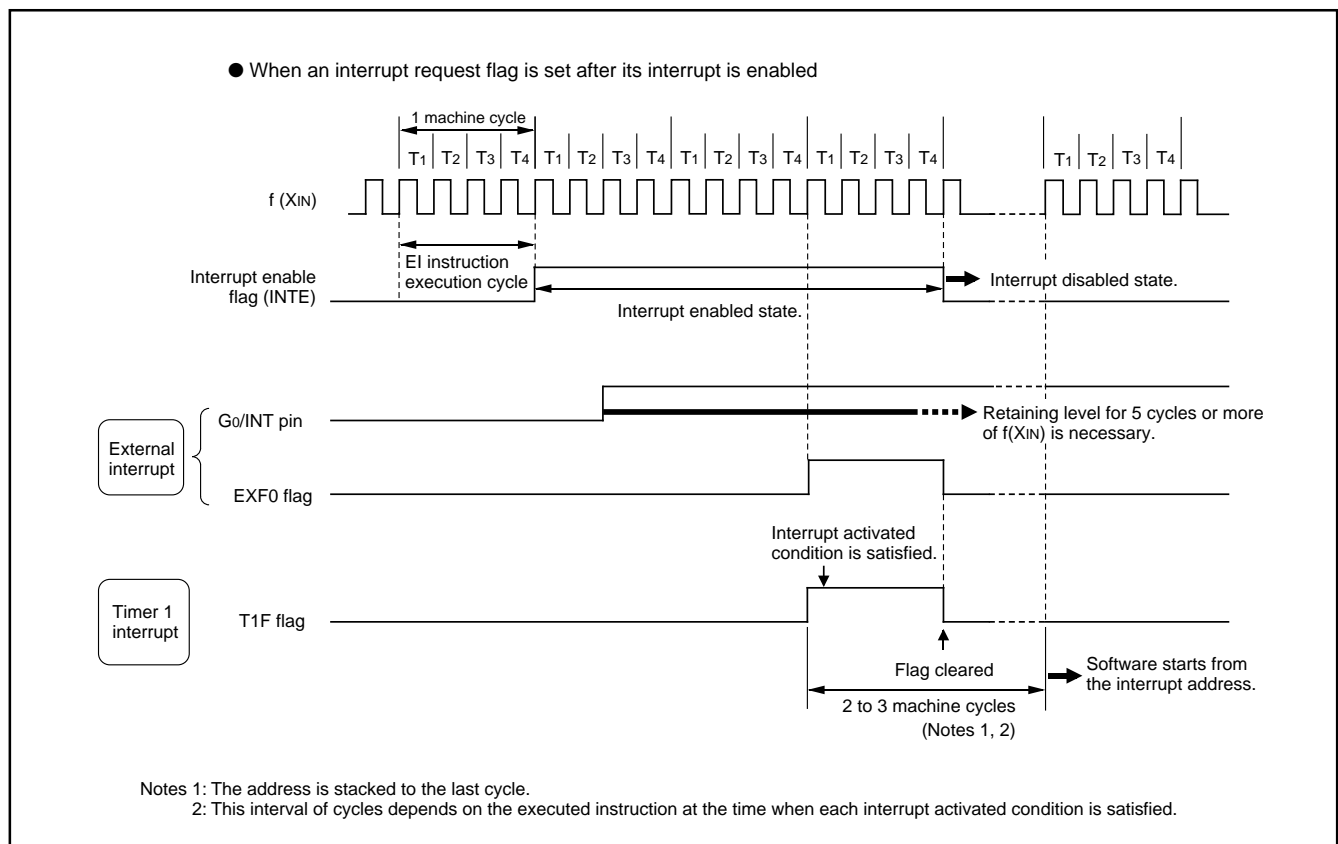 ● When an interrupt request flag is set after its interrupt is enabled
1 machine cycle
T1 T2 T3 T4 T1 T2 T3 T4 T1 T2 T3 T4 T1 T2 T3 T4 T1 T2 T3 T4
f (XIN)
Interrupt enable
flag (INTE)
EI instruction
execution cycle
Interrupt enabled state.
Interrupt disabled state.
External
interrupt
G0/INT pin
Retaining level for 5 cycles or more
of f(XIN) is necessary.
EXF0 flag
Interrupt activated
condition is satisfied.
Timer 1
interrupt
T1F flag
Flag cleared
2 to 3 machine cycles
(Notes 1, 2)
Software starts from
the interrupt address.
Notes 1: The address is stacked to the last cycle.
2: This interval of cycles depends on the executed instruction at the time when each interrupt activated condition is satisfied.